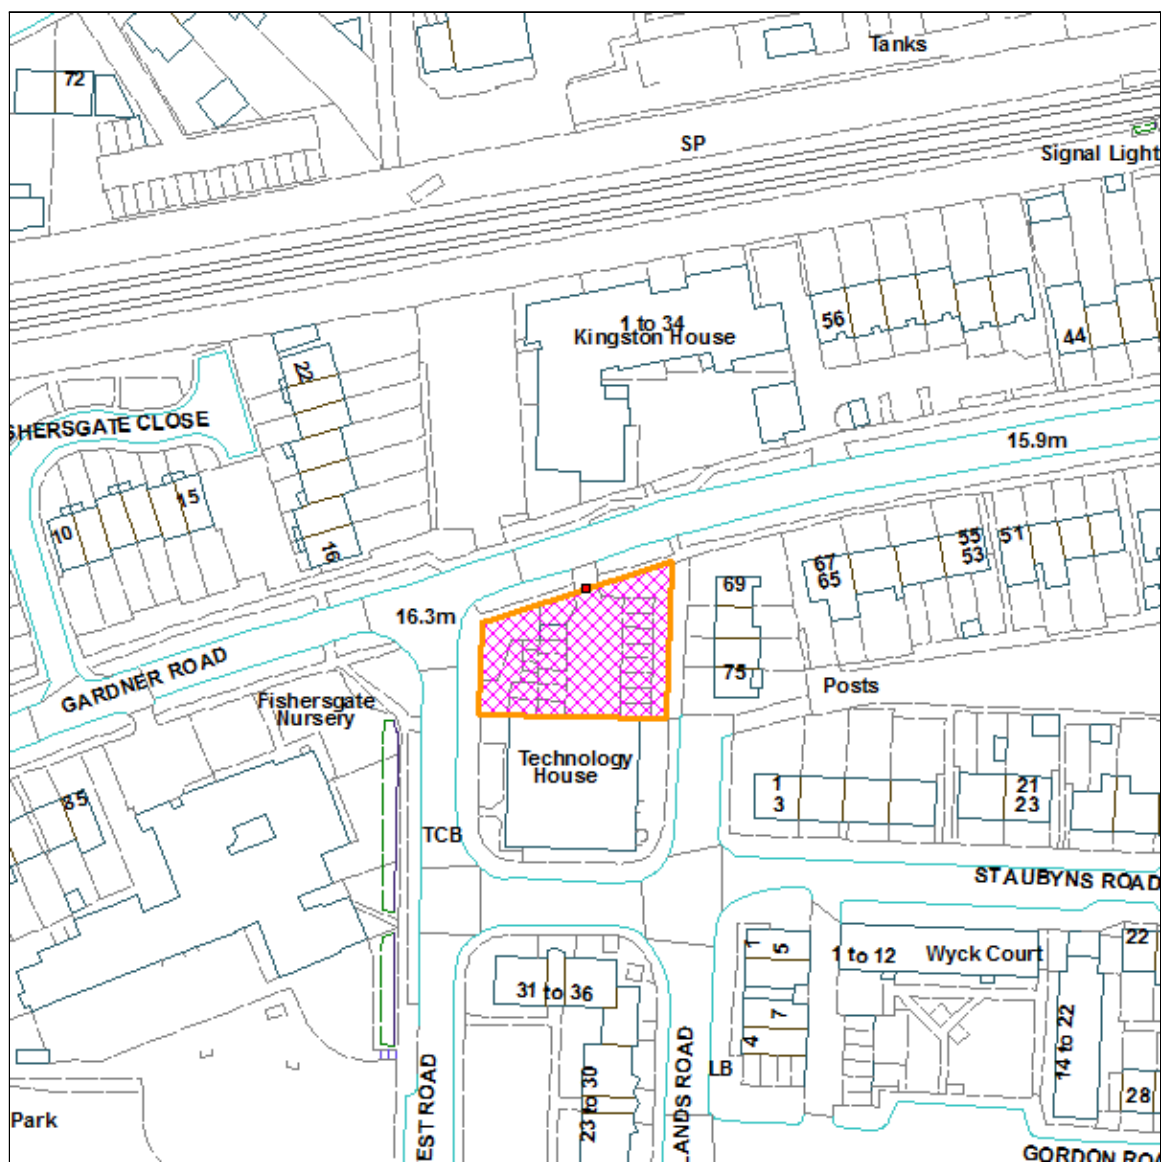 Tanks
72
SP
Signal Light
1 to 34
Kingston House
56
44
22
SHERSGATE CLOSE
15.9m
15
10
16
55
53
51
67
65
69
16.3m
75
GARDNER ROAD
Posts
Fishersgate
Nursery
Technology
House
1
3
21
23
85
TCB
ST AUBYNS ROAD
1
5
22
1 to 12
Wyck Court
31 to 36
7
4
14 to 22
LB
EST ROAD
LANDS ROAD
23 to 30
28
Park
GORDON ROA